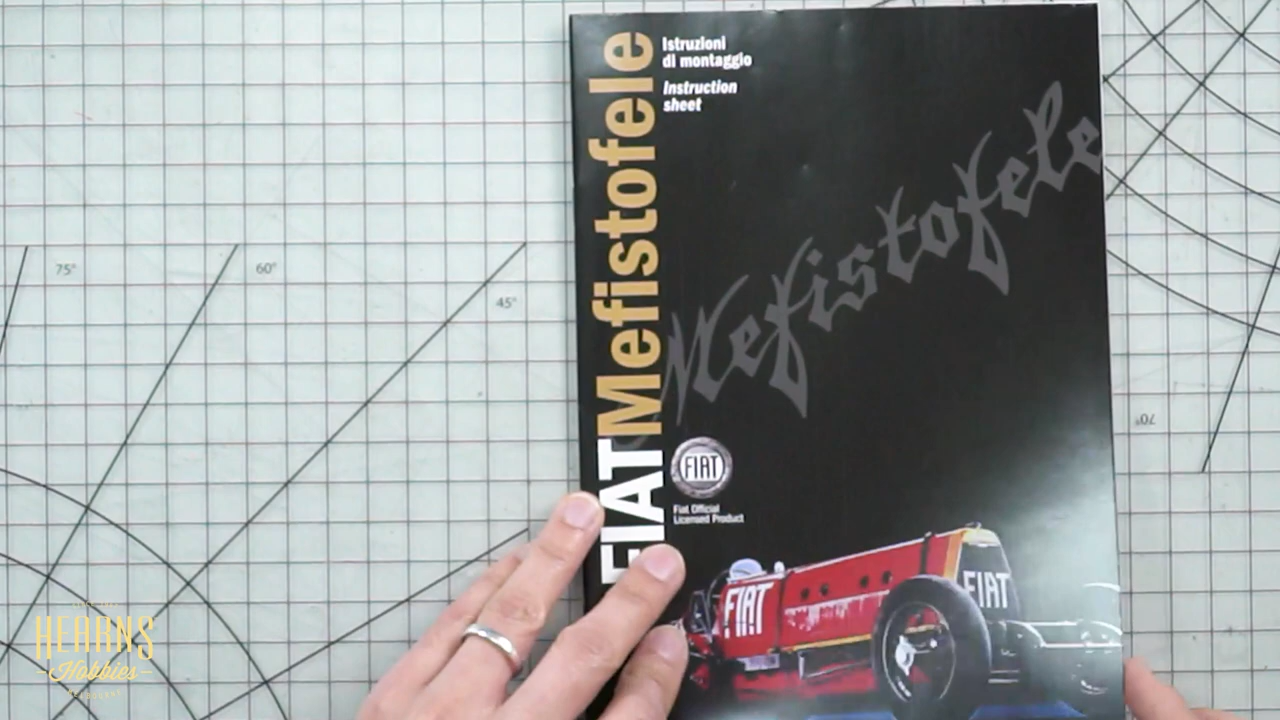 Istruzioni
di montaggio
Instruction
sheet
FIATMefistofele
Mefistofele
FIAT
Fiat Official
Licensed Product
FIAT
FIAT
75°
60°
45°
70°
HEARNS
Hobbies
MELBOURNE